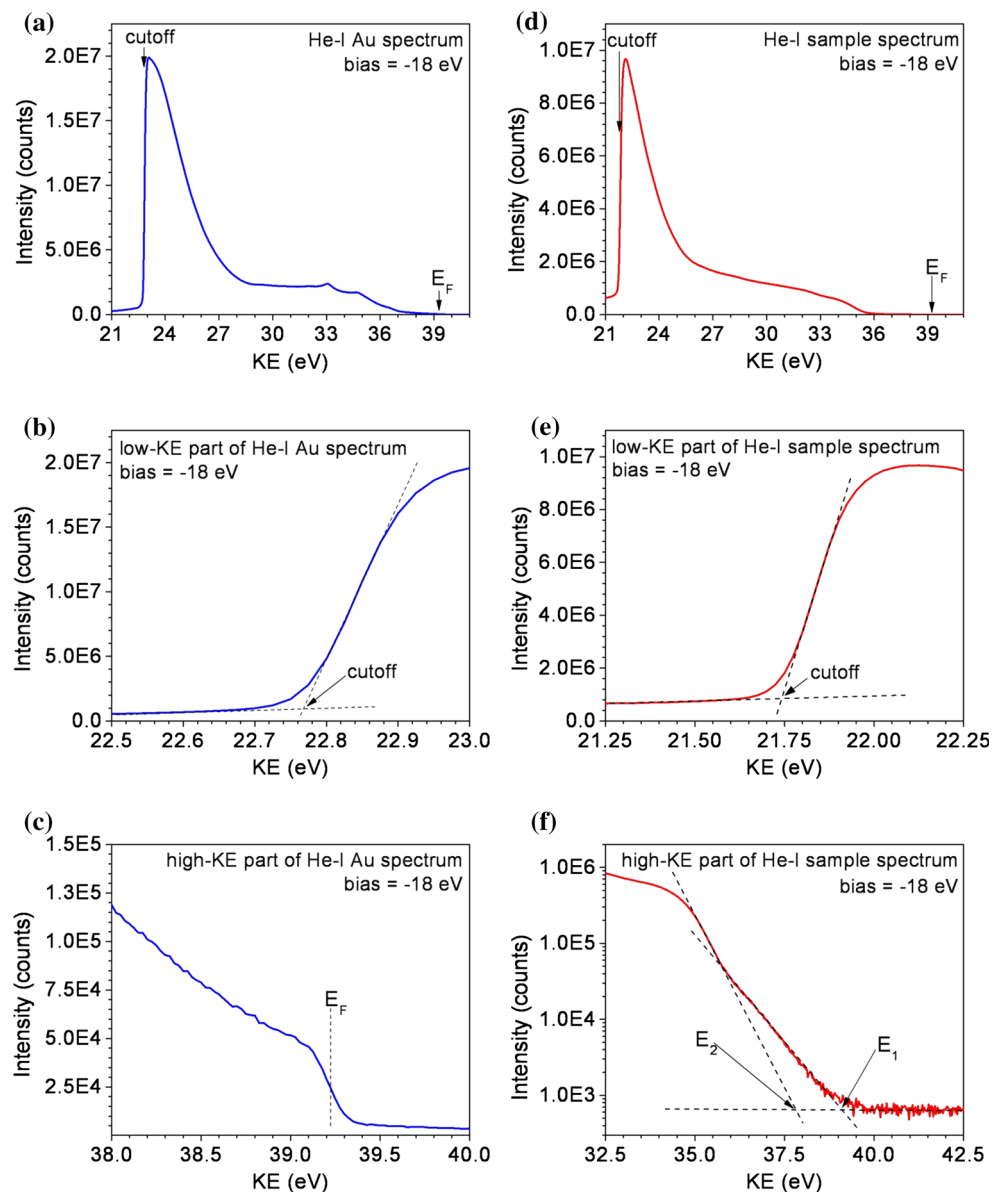 (a)
cutoff
He-I Au spectrum
bias = -18 eV
Intensity (counts)
2.0E7
1.5E7
1.0E7
5.0E6
0.0
E_F
21 24 27 30 33 36 39
KE (eV)
(d)
cutoff
He-I sample spectrum
bias = -18 eV
Intensity (counts)
1.0E7
8.0E6
6.0E6
4.0E6
2.0E6
0.0
E_F
21 24 27 30 33 36 39
KE (eV)
(b)
low-KE part of He-I Au spectrum
bias = -18 eV
Intensity (counts)
2.0E7
1.5E7
1.0E7
5.0E6
0.0
cutoff
22.5 22.6 22.7 22.8 22.9 23.0
KE (eV)
(e)
low-KE part of He-I sample spectrum
bias = -18 eV
Intensity (counts)
1.0E7
8.0E6
6.0E6
4.0E6
2.0E6
0.0
cutoff
21.25 21.50 21.75 22.00 22.25
KE (eV)
(c)
high-KE part of He-I Au spectrum
bias = -18 eV
Intensity (counts)
1.5E5
1.3E5
1.0E5
7.5E4
5.0E4
2.5E4
E_F
38.0 38.5 39.0 39.5 40.0
KE (eV)
(f)
high-KE part of He-I sample spectrum
bias = -18 eV
Intensity (counts)
1.0E6
1.0E5
1.0E4
1.0E3
E_2
E_1
32.5 35.0 37.5 40.0 42.5
KE (eV)